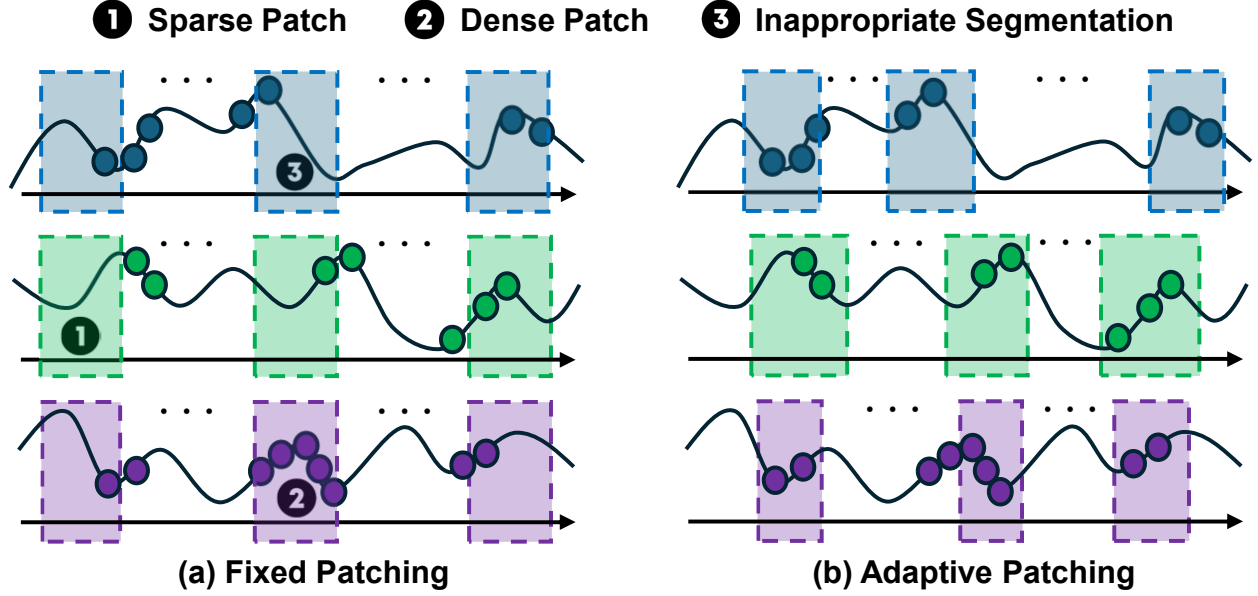 1 Sparse Patch 2 Dense Patch 3 Inappropriate Segmentation
3
1
2
(a) Fixed Patching (b) Adaptive Patching